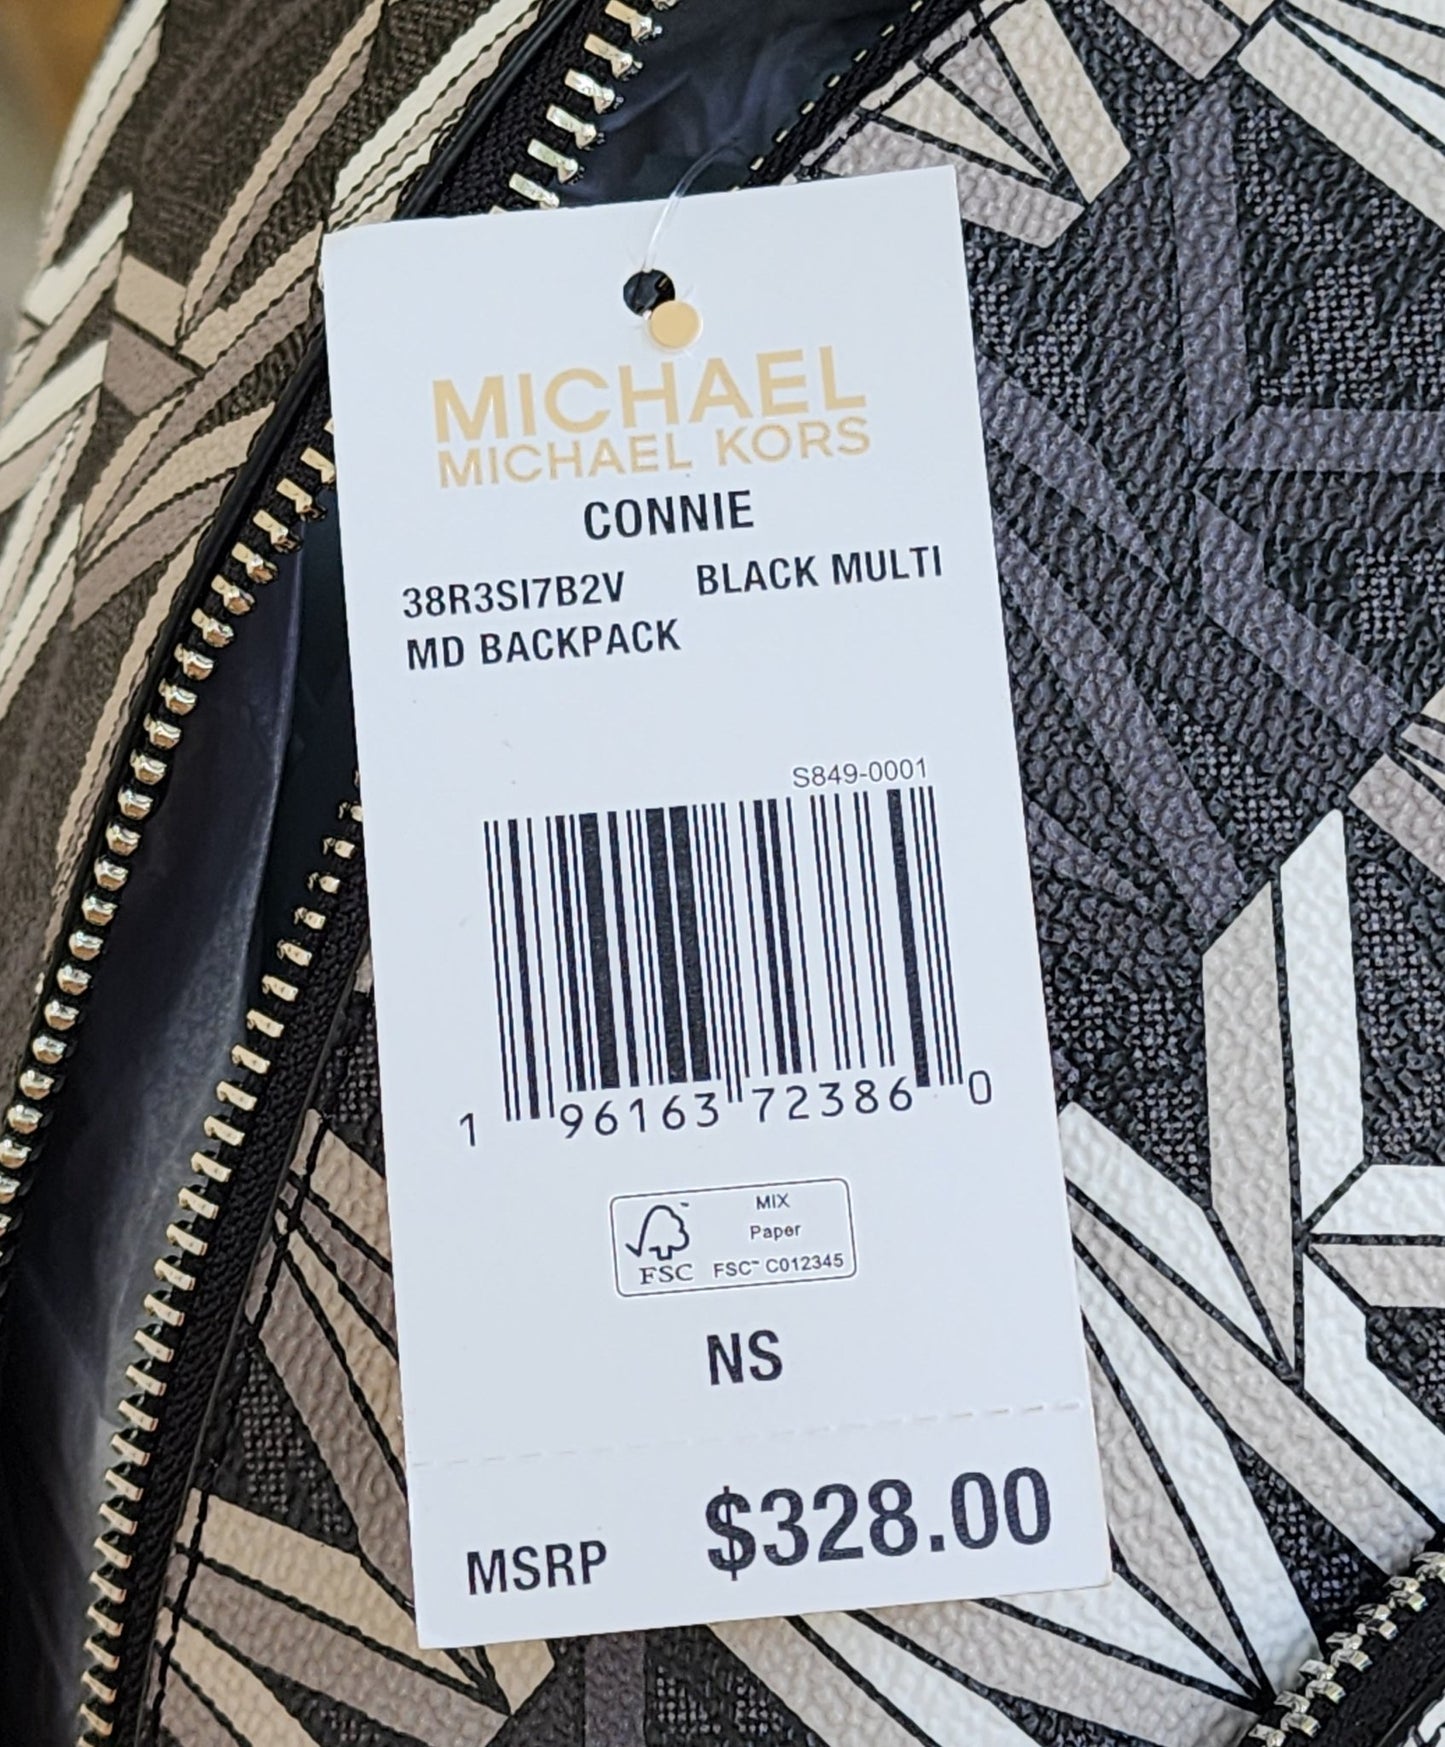 MICHAEL
MICHAEL KORS
CONNIE
38R3SI7B2V BLACK MULTI
MD BACKPACK
S849-0001
1 96163 72386 0
MIX
Paper
FSC™ C012345
FSC
NS
MSRP $328.00